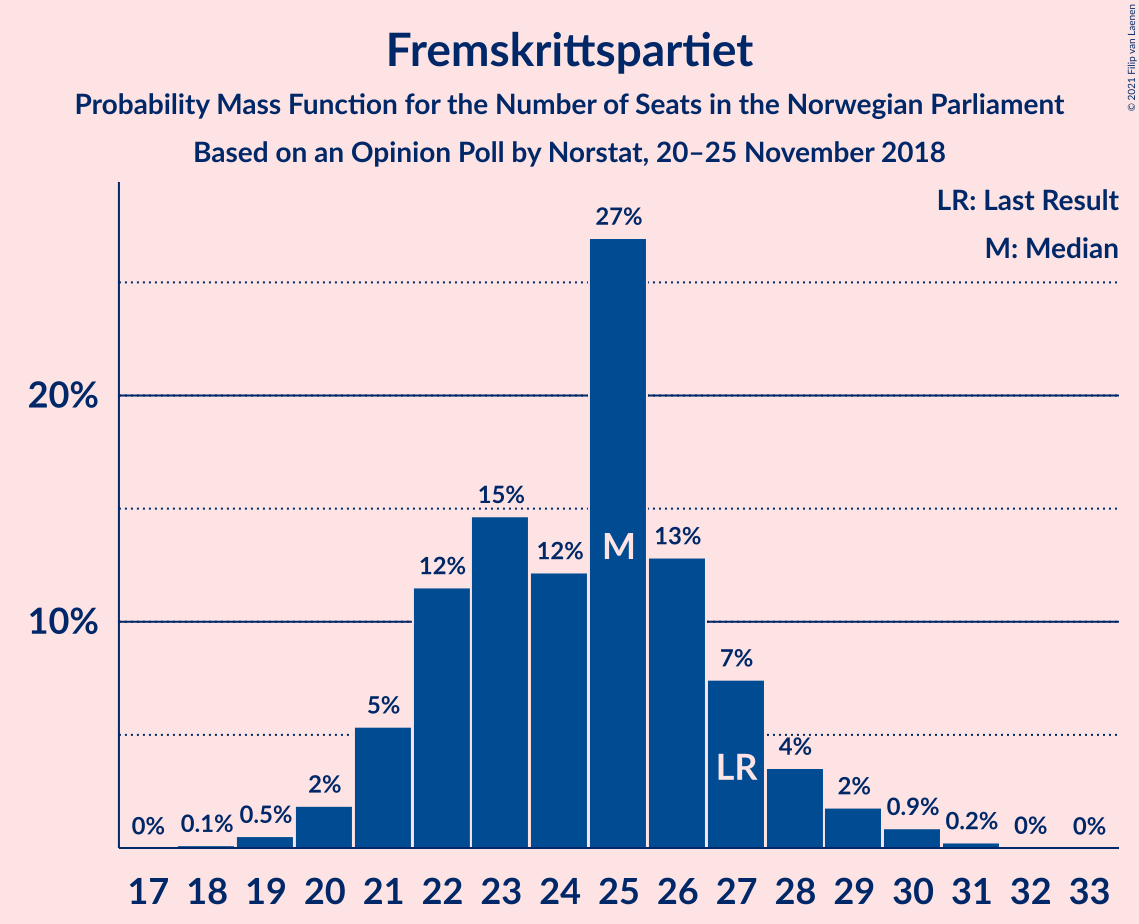 Fremskrittspartiet
Probability Mass Function for the Number of Seats in the Norwegian Parliament
Based on an Opinion Poll by Norstat, 20–25 November 2018
© 2021 Filip van Laenen
LR: Last Result
M: Median
20%
10%
0% 0.1% 0.5% 2% 5% 12% 15% 12% 27% 13% 7% 4% 2% 0.9% 0.2% 0% 0%
M
LR
17 18 19 20 21 22 23 24 25 26 27 28 29 30 31 32 33